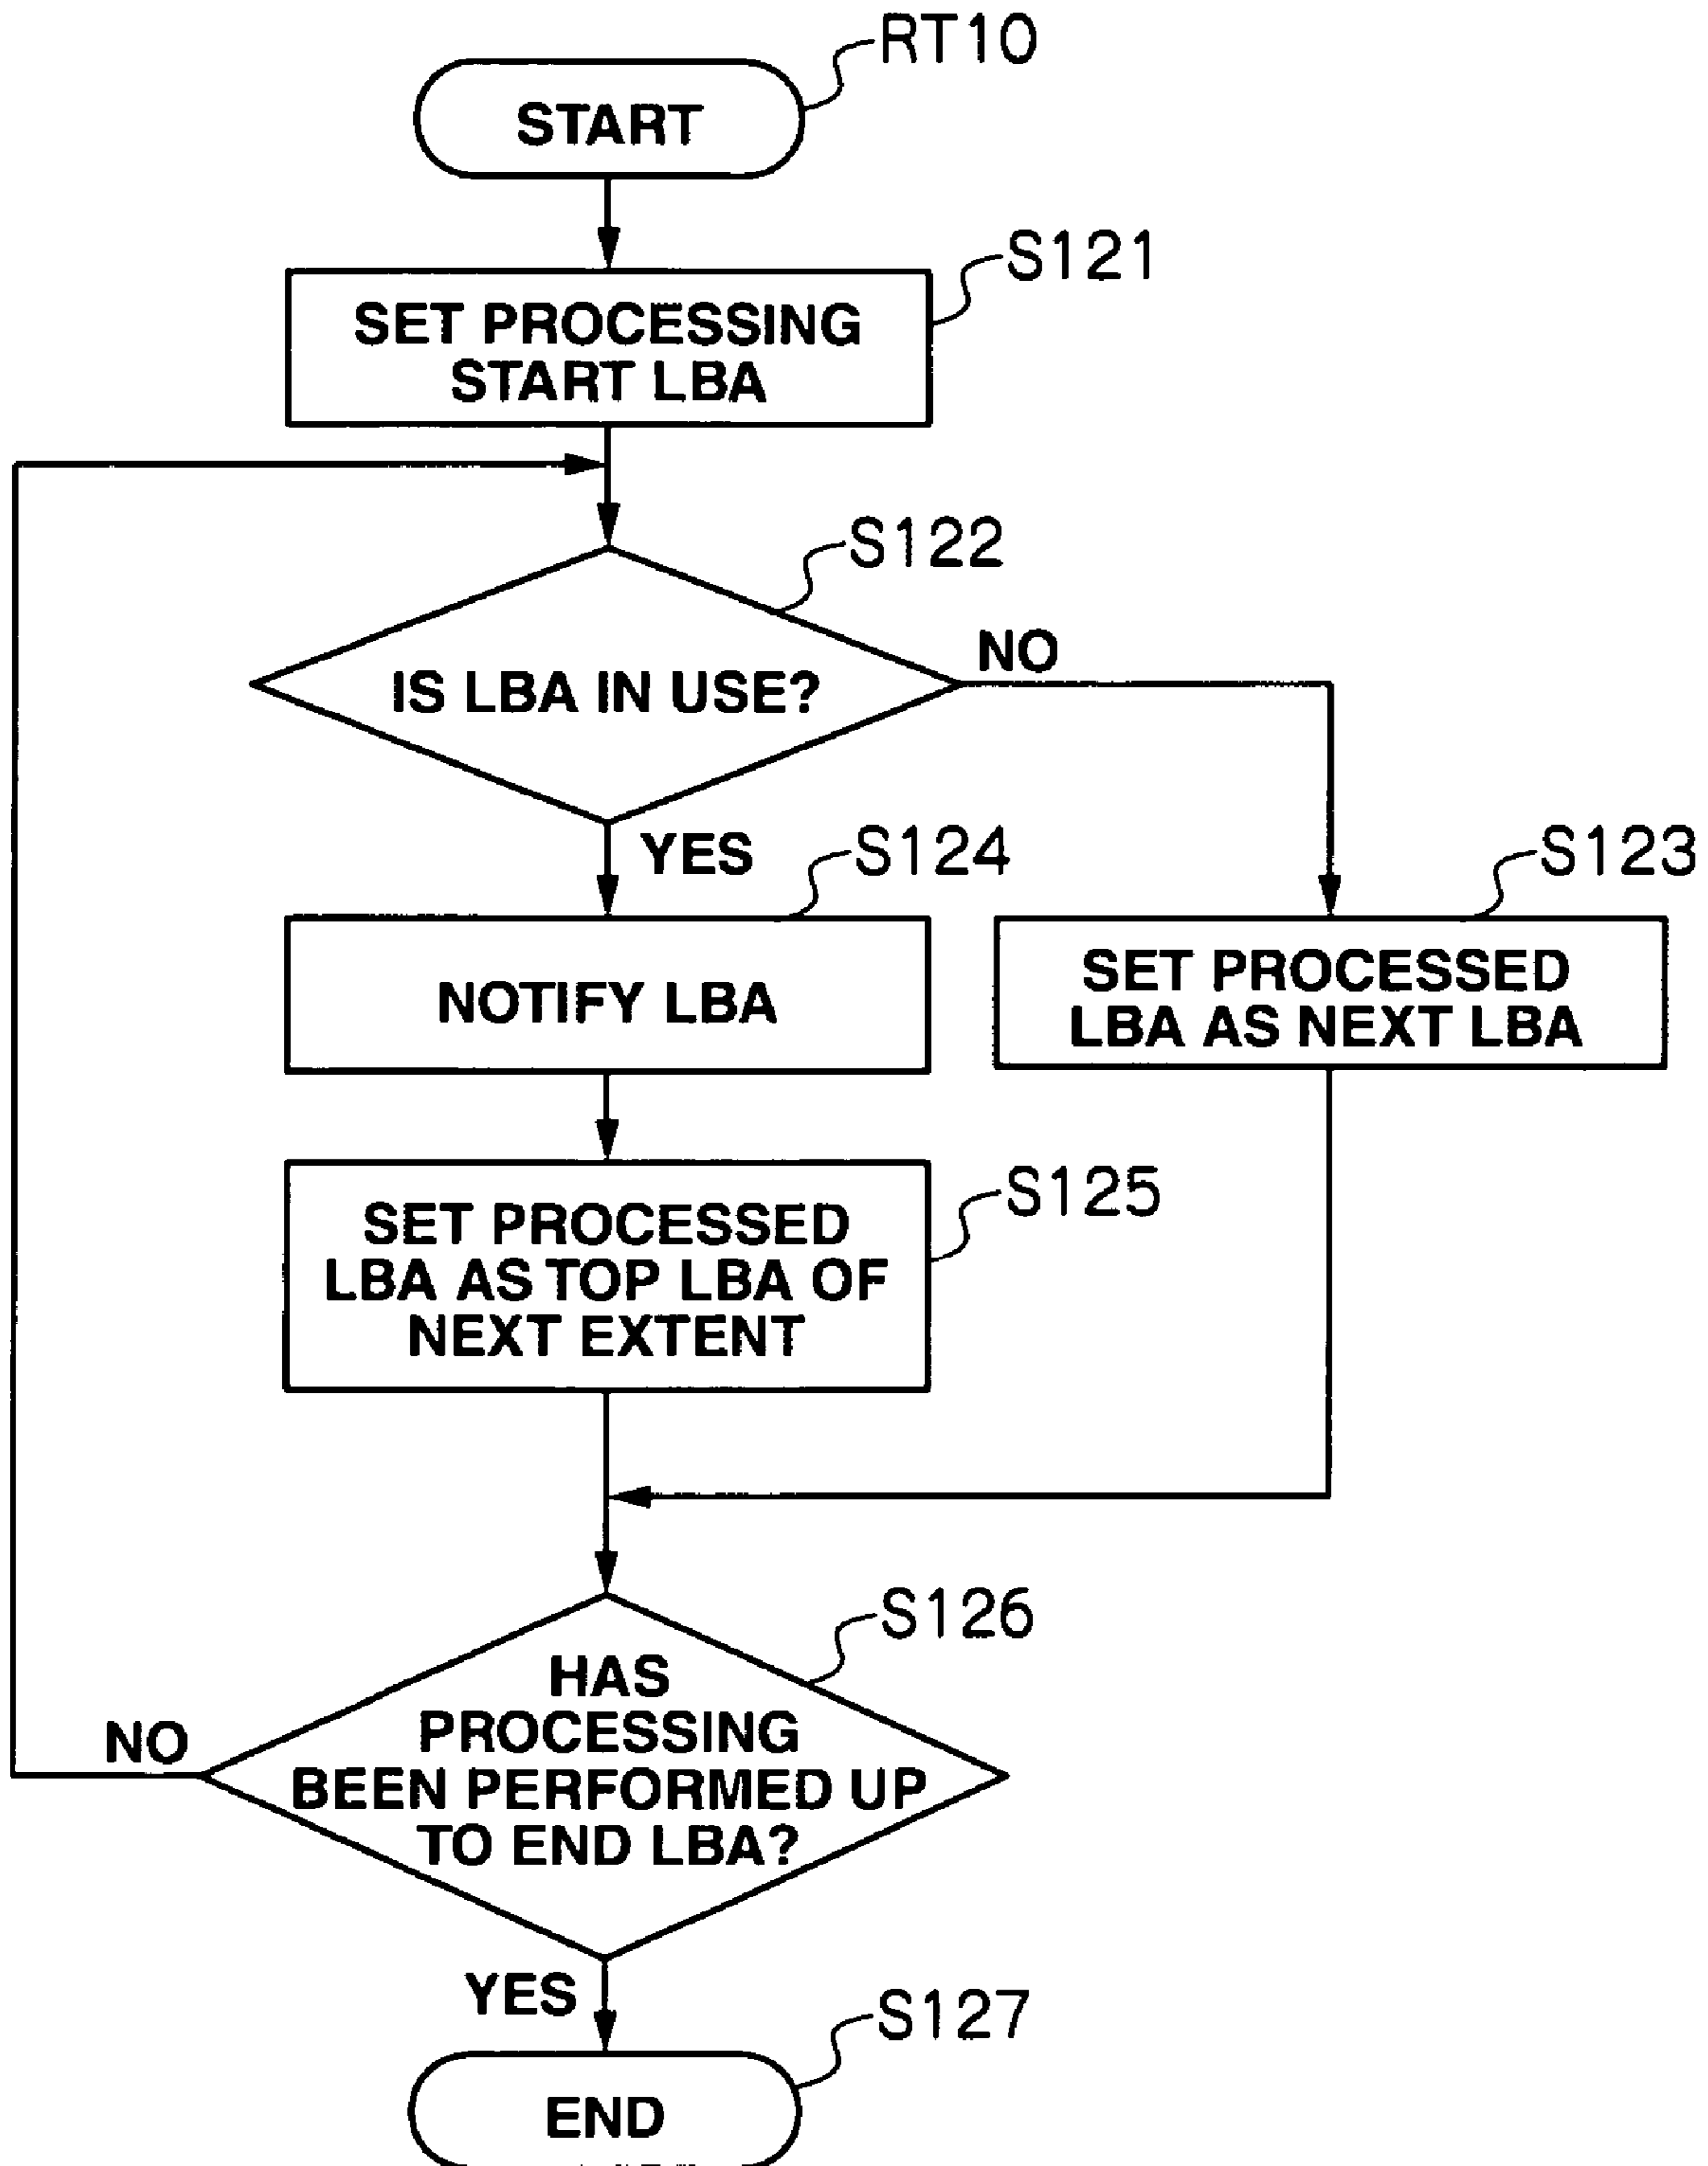 RT10
START
S121
SET PROCESSING
START LBA
S122
IS LBA IN USE?
NO
YES
S124
S123
NOTIFY LBA
SET PROCESSED
LBA AS NEXT LBA
S125
SET PROCESSED
LBA AS TOP LBA OF
NEXT EXTENT
S126
HAS
PROCESSING
BEEN PERFORMED UP
TO END LBA?
NO
YES
S127
END